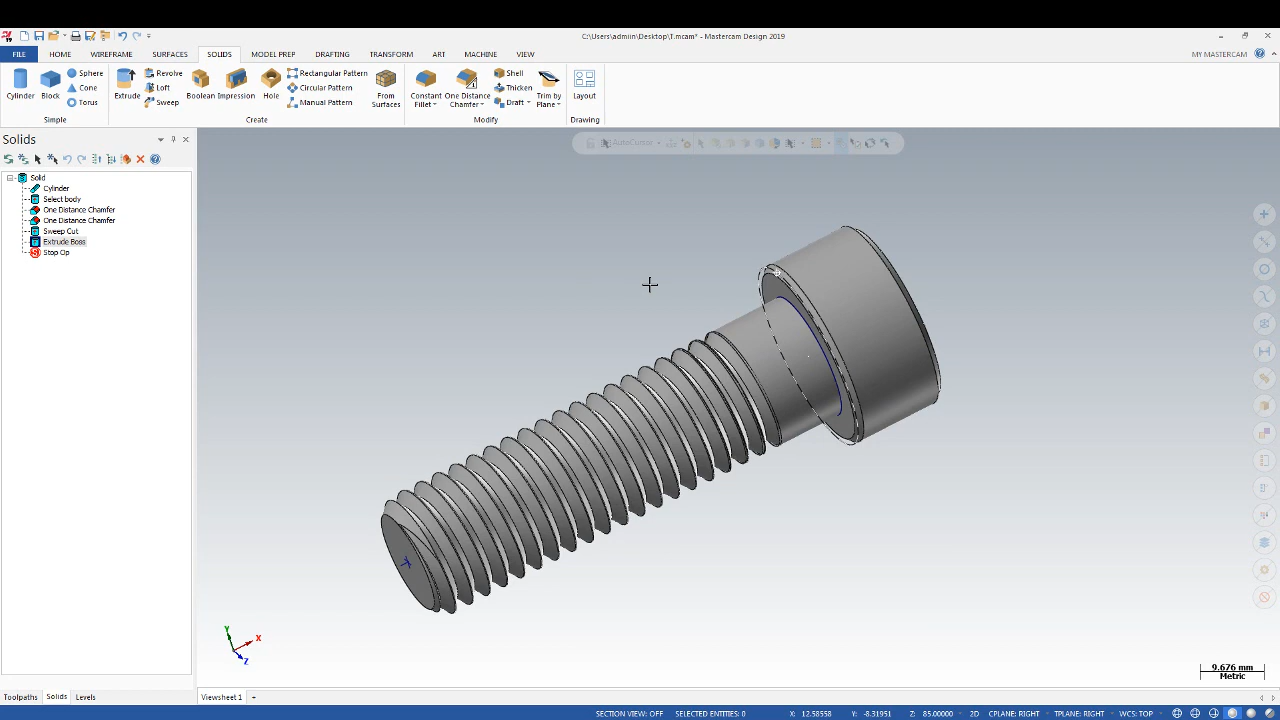 C:\Users\admiin\Desktop\T.mcam* - Mastercam Design 2019
FILE HOME WIREFRAME SURFACES SOLIDS MODEL PREP DRAFTING TRANSFORM ART MACHINE VIEW MY MASTERCAM
Cylinder Block Sphere Cone Torus
Simple
Extrude Revolve Loft Sweep Boolean Impression Hole Rectangular Pattern Circular Pattern Manual Pattern From Surfaces
Create
Constant Fillet One Distance Chamfer Shell Thicken Draft Trim by Plane
Modify
Layout
Drawing
Solids
AutoCursor
Solid
Cylinder
Select body
One Distance Chamfer
One Distance Chamfer
Sweep Cut
Extrude Boss
Stop Op
Y
X
Z
9.676 mm
Metric
Toolpaths Solids Levels Viewsheet 1 +
SECTION VIEW: OFF SELECTED ENTITIES: 0 X: 12.58558 Y: -8.31951 Z: 85.00000 2D CPLANE: RIGHT TPLANE: RIGHT WCS: TOP